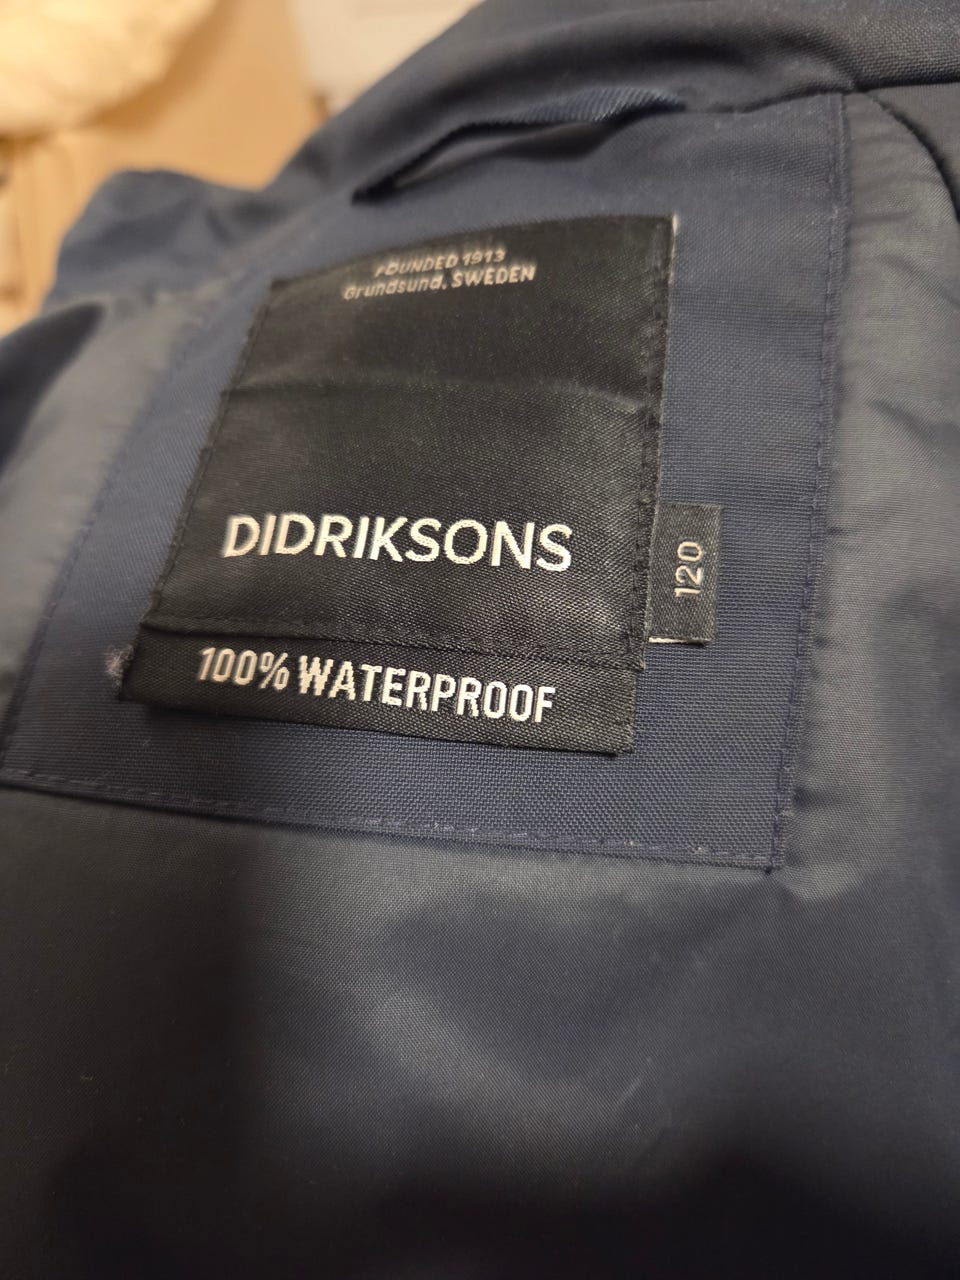 FOUNDED 1913
Grundsund, SWEDEN
DIDRIKSONS
120
100% WATERPROOF